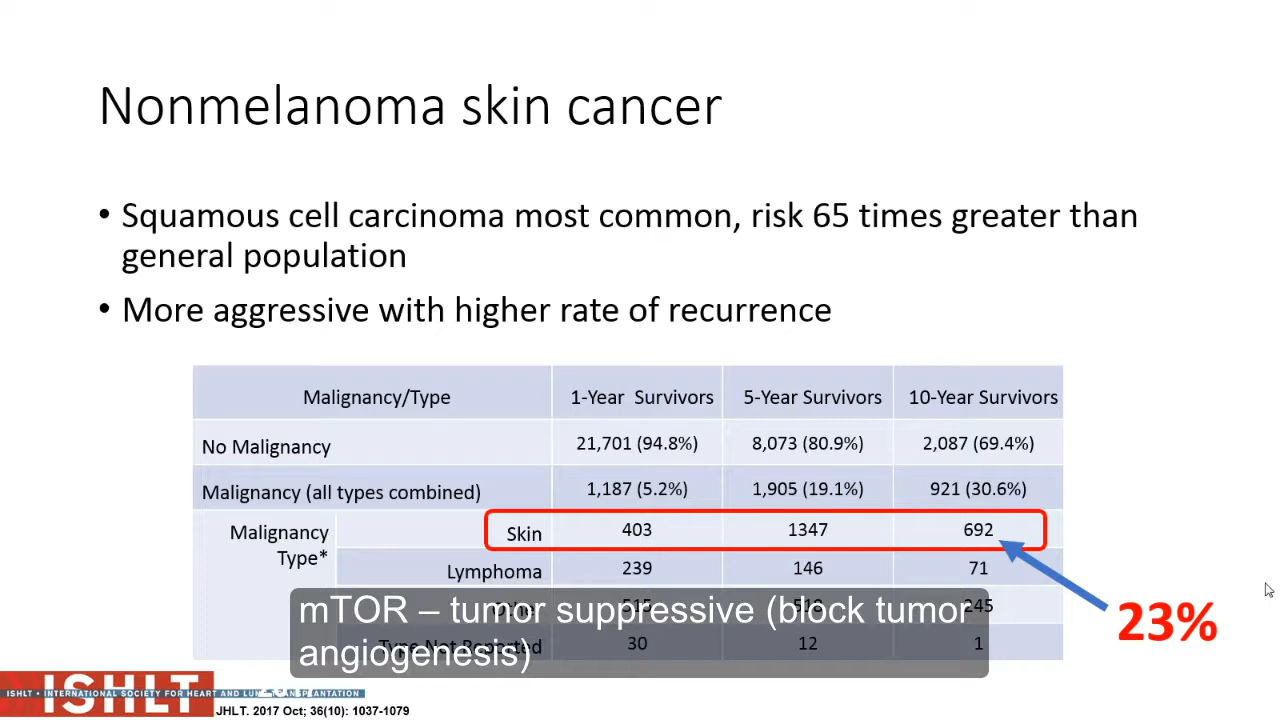 Nonmelanoma skin cancer
• Squamous cell carcinoma most common, risk 65 times greater than
general population
• More aggressive with higher rate of recurrence
Malignancy/Type 1-Year Survivors 5-Year Survivors 10-Year Survivors
No Malignancy 21,701 (94.8%) 8,073 (80.9%) 2,087 (69.4%)
Malignancy (all types combined) 1,187 (5.2%) 1,905 (19.1%) 921 (30.6%)
Malignancy
Type*
Skin 403 1347 692
Lymphoma 239 146 71
Other 515 518 245
Type Not Reported 30 12 1
23%
mTOR – tumor suppressive (block tumor
angiogenesis)
ISHLT
ISHLT • INTERNATIONAL SOCIETY FOR HEART AND LUNG TRANSPLANTATION
JHLT. 2017 Oct; 36(10): 1037-1079